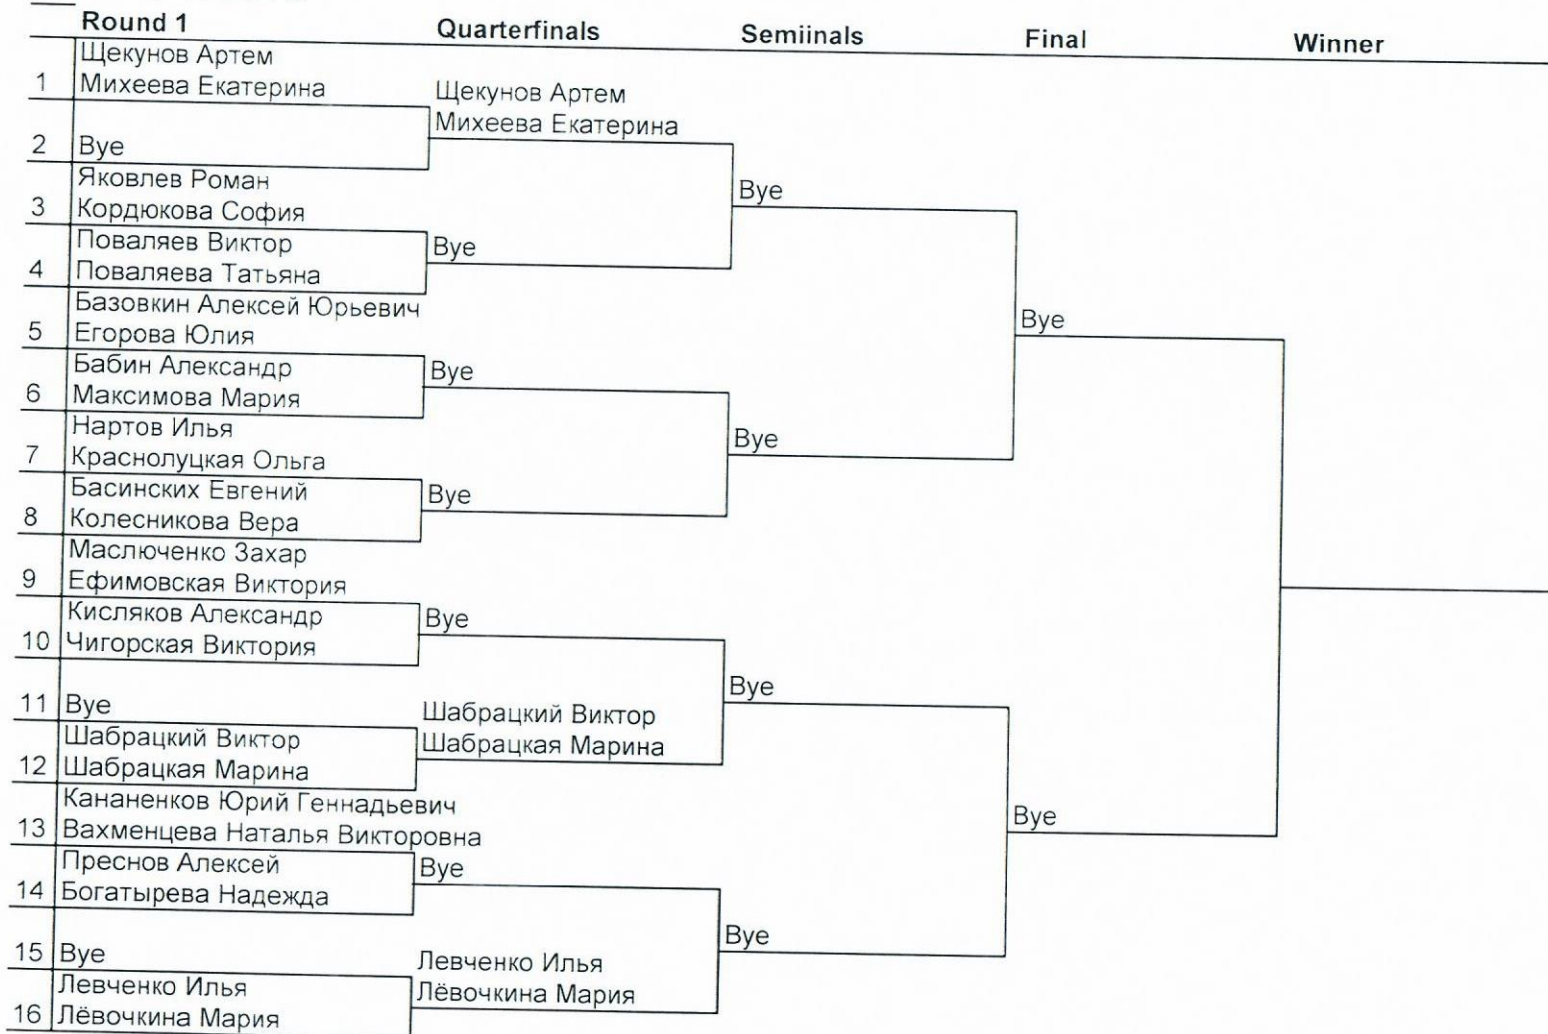 Round 1 Quarterfinals Semiinals Final Winner
Щекунов Артем
1 Михеева Екатерина
Щекунов Артем
Михеева Екатерина
2 Bye
Яковлев Роман
Bye
3 Кордюкова София
Поваляев Виктор
Bye
4 Поваляева Татьяна
Базовкин Алексей Юрьевич
Bye
5 Егорова Юлия
Бабин Александр
Bye
6 Максимова Мария
Нартов Илья
Bye
7 Краснолуцкая Ольга
Басинских Евгений
Bye
8 Колесникова Вера
Маслюченко Захар
9 Ефимовская Виктория
Кисляков Александр
Bye
10 Чигорская Виктория
Bye
11 Bye
Шабрацкий Виктор
Шабрацкая Марина
Шабрацкий Виктор
12 Шабрацкая Марина
Кананенков Юрий Геннадьевич
Bye
13 Вахменцева Наталья Викторовна
Преснов Алексей
Bye
14 Богатырева Надежда
Bye
15 Bye
Левченко Илья
Лёвочкина Мария
Левченко Илья
16 Лёвочкина Мария